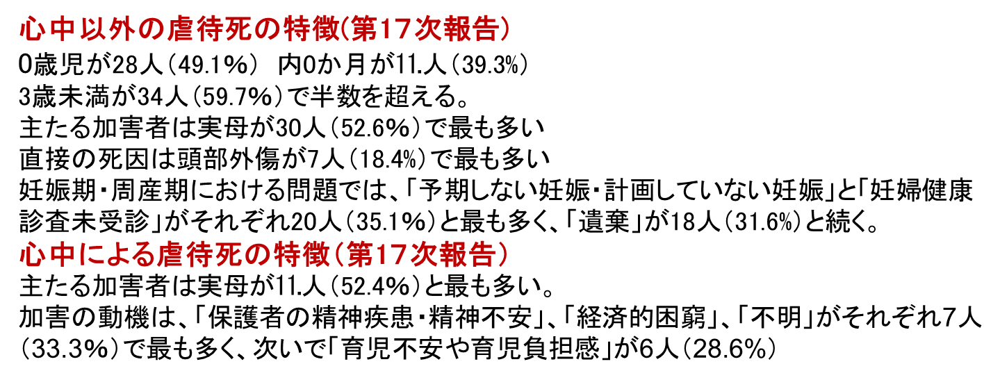 心中以外の虐待死の特徴(第17次報告)
0歳児が28人（49.1%）　内0か月が11.人（39.3%）
3歳未満が34人（59.7%）で半数を超える。
主たる加害者は実母が30人（52.6%）で最も多い
直接の死因は頭部外傷が7人（18.4%）で最も多い
妊娠期・周産期における問題では、「予期しない妊娠・計画していない妊娠」と「妊婦健康
診査未受診」がそれぞれ20人（35.1%）と最も多く、「遺棄」が18人（31.6%）と続く。
心中による虐待死の特徴（第17次報告）
主たる加害者は実母が11.人（52.4%）と最も多い。
加害の動機は、「保護者の精神疾患・精神不安」、「経済的困窮」、「不明」がそれぞれ7人
（33.3%）で最も多く、次いで「育児不安や育児負担感」が6人（28.6%）